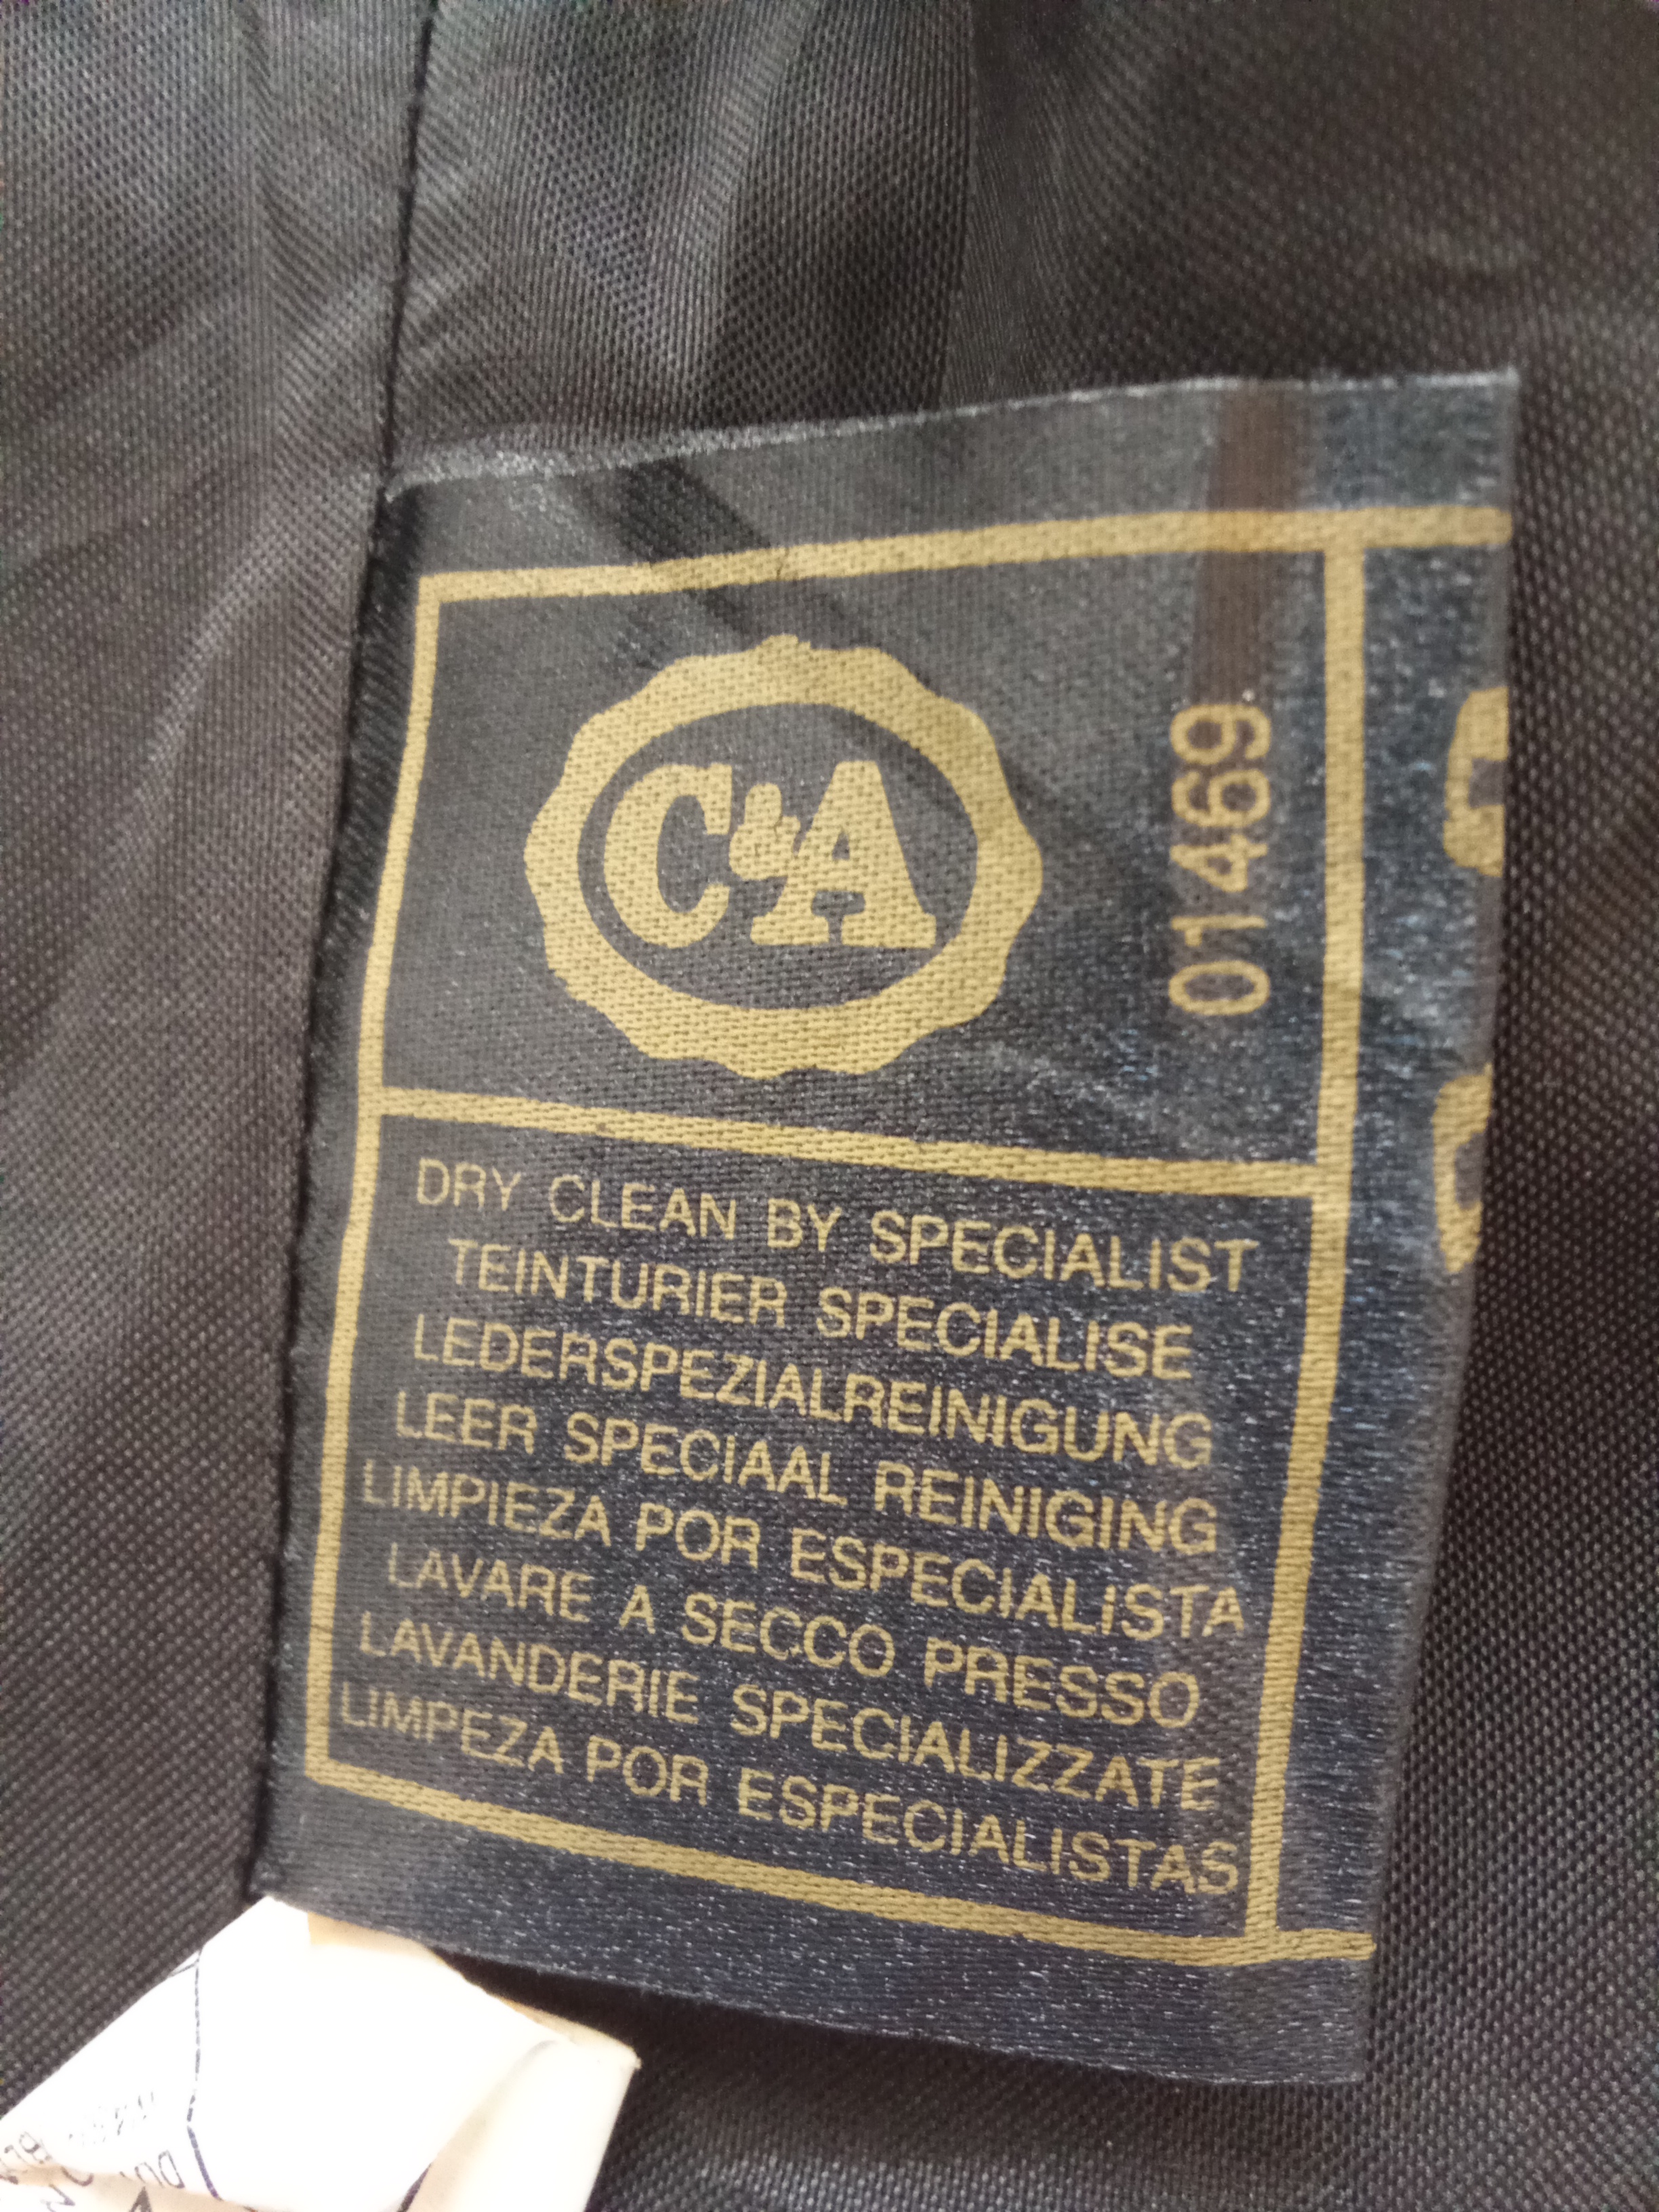 C&A
01469
DRY CLEAN BY SPECIALIST
TEINTURIER SPECIALISE
LEDERSPEZIALREINIGUNG
LEER SPECIAAL REINIGING
LIMPIEZA POR ESPECIALISTA
LAVARE A SECCO PRESSO
LAVANDERIE SPECIALIZZATE
LIMPEZA POR ESPECIALISTAS